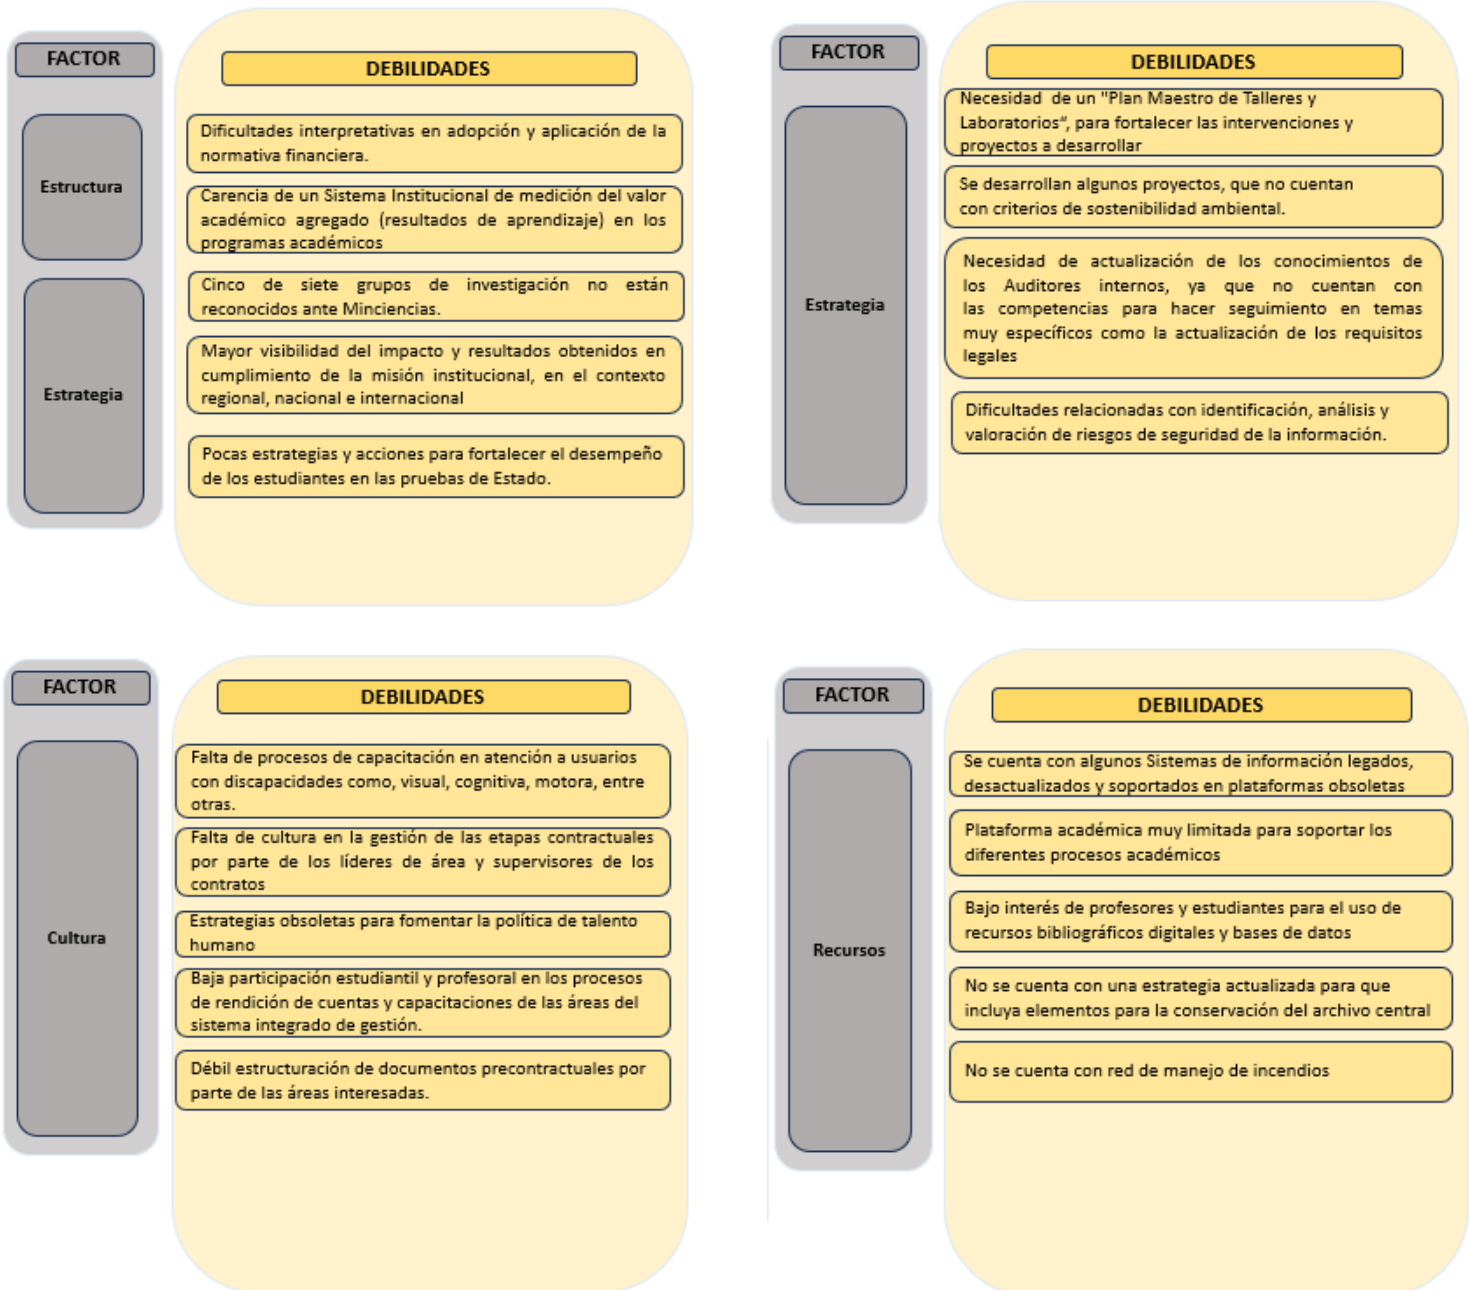 FACTOR
DEBILIDADES
Estructura
Dificultades interpretativas en adopción y aplicación de la
normativa financiera.
Carencia de un Sistema Institucional de medición del valor
académico agregado (resultados de aprendizaje) en los
programas académicos
Estrategia
Cinco de siete grupos de investigación no están
reconocidos ante Minciencias.
Mayor visibilidad del impacto y resultados obtenidos en
cumplimiento de la misión institucional, en el contexto
regional, nacional e internacional
Pocas estrategias y acciones para fortalecer el desempeño
de los estudiantes en las pruebas de Estado.
FACTOR
DEBILIDADES
Estrategia
Necesidad de un "Plan Maestro de Talleres y
Laboratorios“, para fortalecer las intervenciones y
proyectos a desarrollar
Se desarrollan algunos proyectos, que no cuentan
con criterios de sostenibilidad ambiental.
Necesidad de actualización de los conocimientos de
los Auditores internos, ya que no cuentan con
las competencias para hacer seguimiento en temas
muy específicos como la actualización de los requisitos
legales
Dificultades relacionadas con identificación, análisis y
valoración de riesgos de seguridad de la información.
FACTOR
DEBILIDADES
Cultura
Falta de procesos de capacitación en atención a usuarios
con discapacidades como, visual, cognitiva, motora, entre
otras.
Falta de cultura en la gestión de las etapas contractuales
por parte de los líderes de área y supervisores de los
contratos
Estrategias obsoletas para fomentar la política de talento
humano
Baja participación estudiantil y profesoral en los procesos
de rendición de cuentas y capacitaciones de las áreas del
sistema integrado de gestión.
Débil estructuración de documentos precontractuales por
parte de las áreas interesadas.
FACTOR
DEBILIDADES
Recursos
Se cuenta con algunos Sistemas de información legados,
desactualizados y soportados en plataformas obsoletas
Plataforma académica muy limitada para soportar los
diferentes procesos académicos
Bajo interés de profesores y estudiantes para el uso de
recursos bibliográficos digitales y bases de datos
No se cuenta con una estrategia actualizada para que
incluya elementos para la conservación del archivo central
No se cuenta con red de manejo de incendios